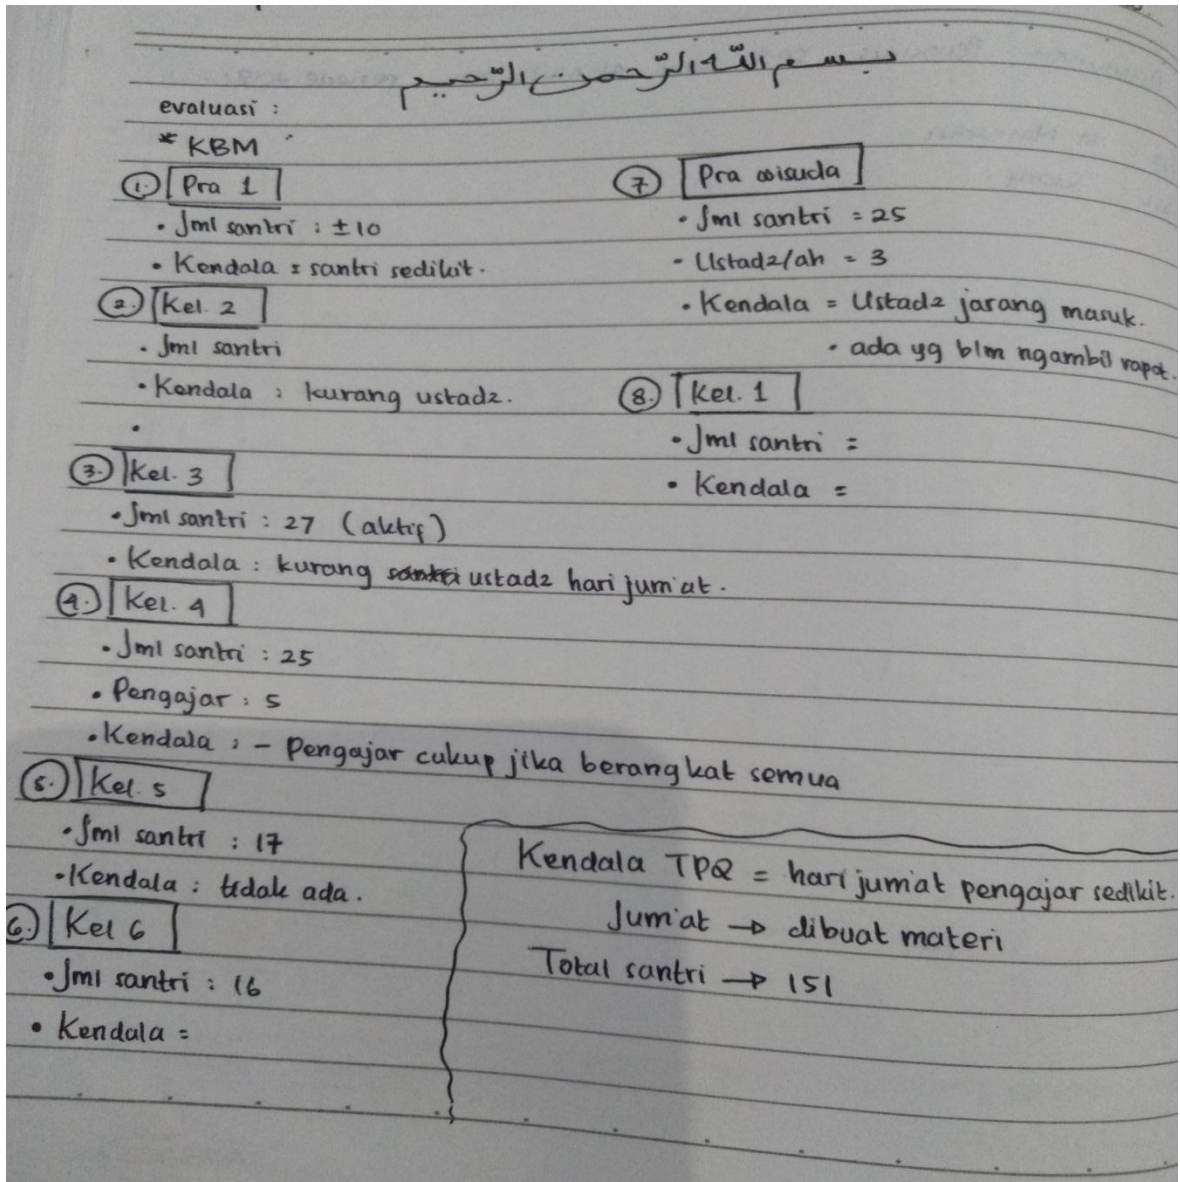 بسم الله الرّحمن الرّحيم
evaluasi :
* KBM
1. Pra 1
• Jml santri : ±10
• Kendala = santri sedikit.
2. Kel. 2
• Jml santri
• Kendala : kurang ustadz.
•
3. Kel. 3
• Jml santri : 27 (aktif)
• Kendala : kurang santri ustadz hari jum'at.
4. Kel. 4
• Jml santri : 25
• Pengajar : 5
• Kendala : - Pengajar cukup jika berangkat semua
5. Kel. 5
• Jml santri : 17
• Kendala : tidak ada.
6. Kel 6
• Jml santri : 16
• Kendala =
7. Pra wisuda
• Jml santri = 25
- Ustadz/ah = 3
• Kendala = Ustadz jarang masuk.
• ada yg blm ngambil rapot.
8. Kel. 1
• Jml santri =
• Kendala =
Kendala TPQ = hari jum'at pengajar sedikit.
Jum'at → dibuat materi
Total santri → 151